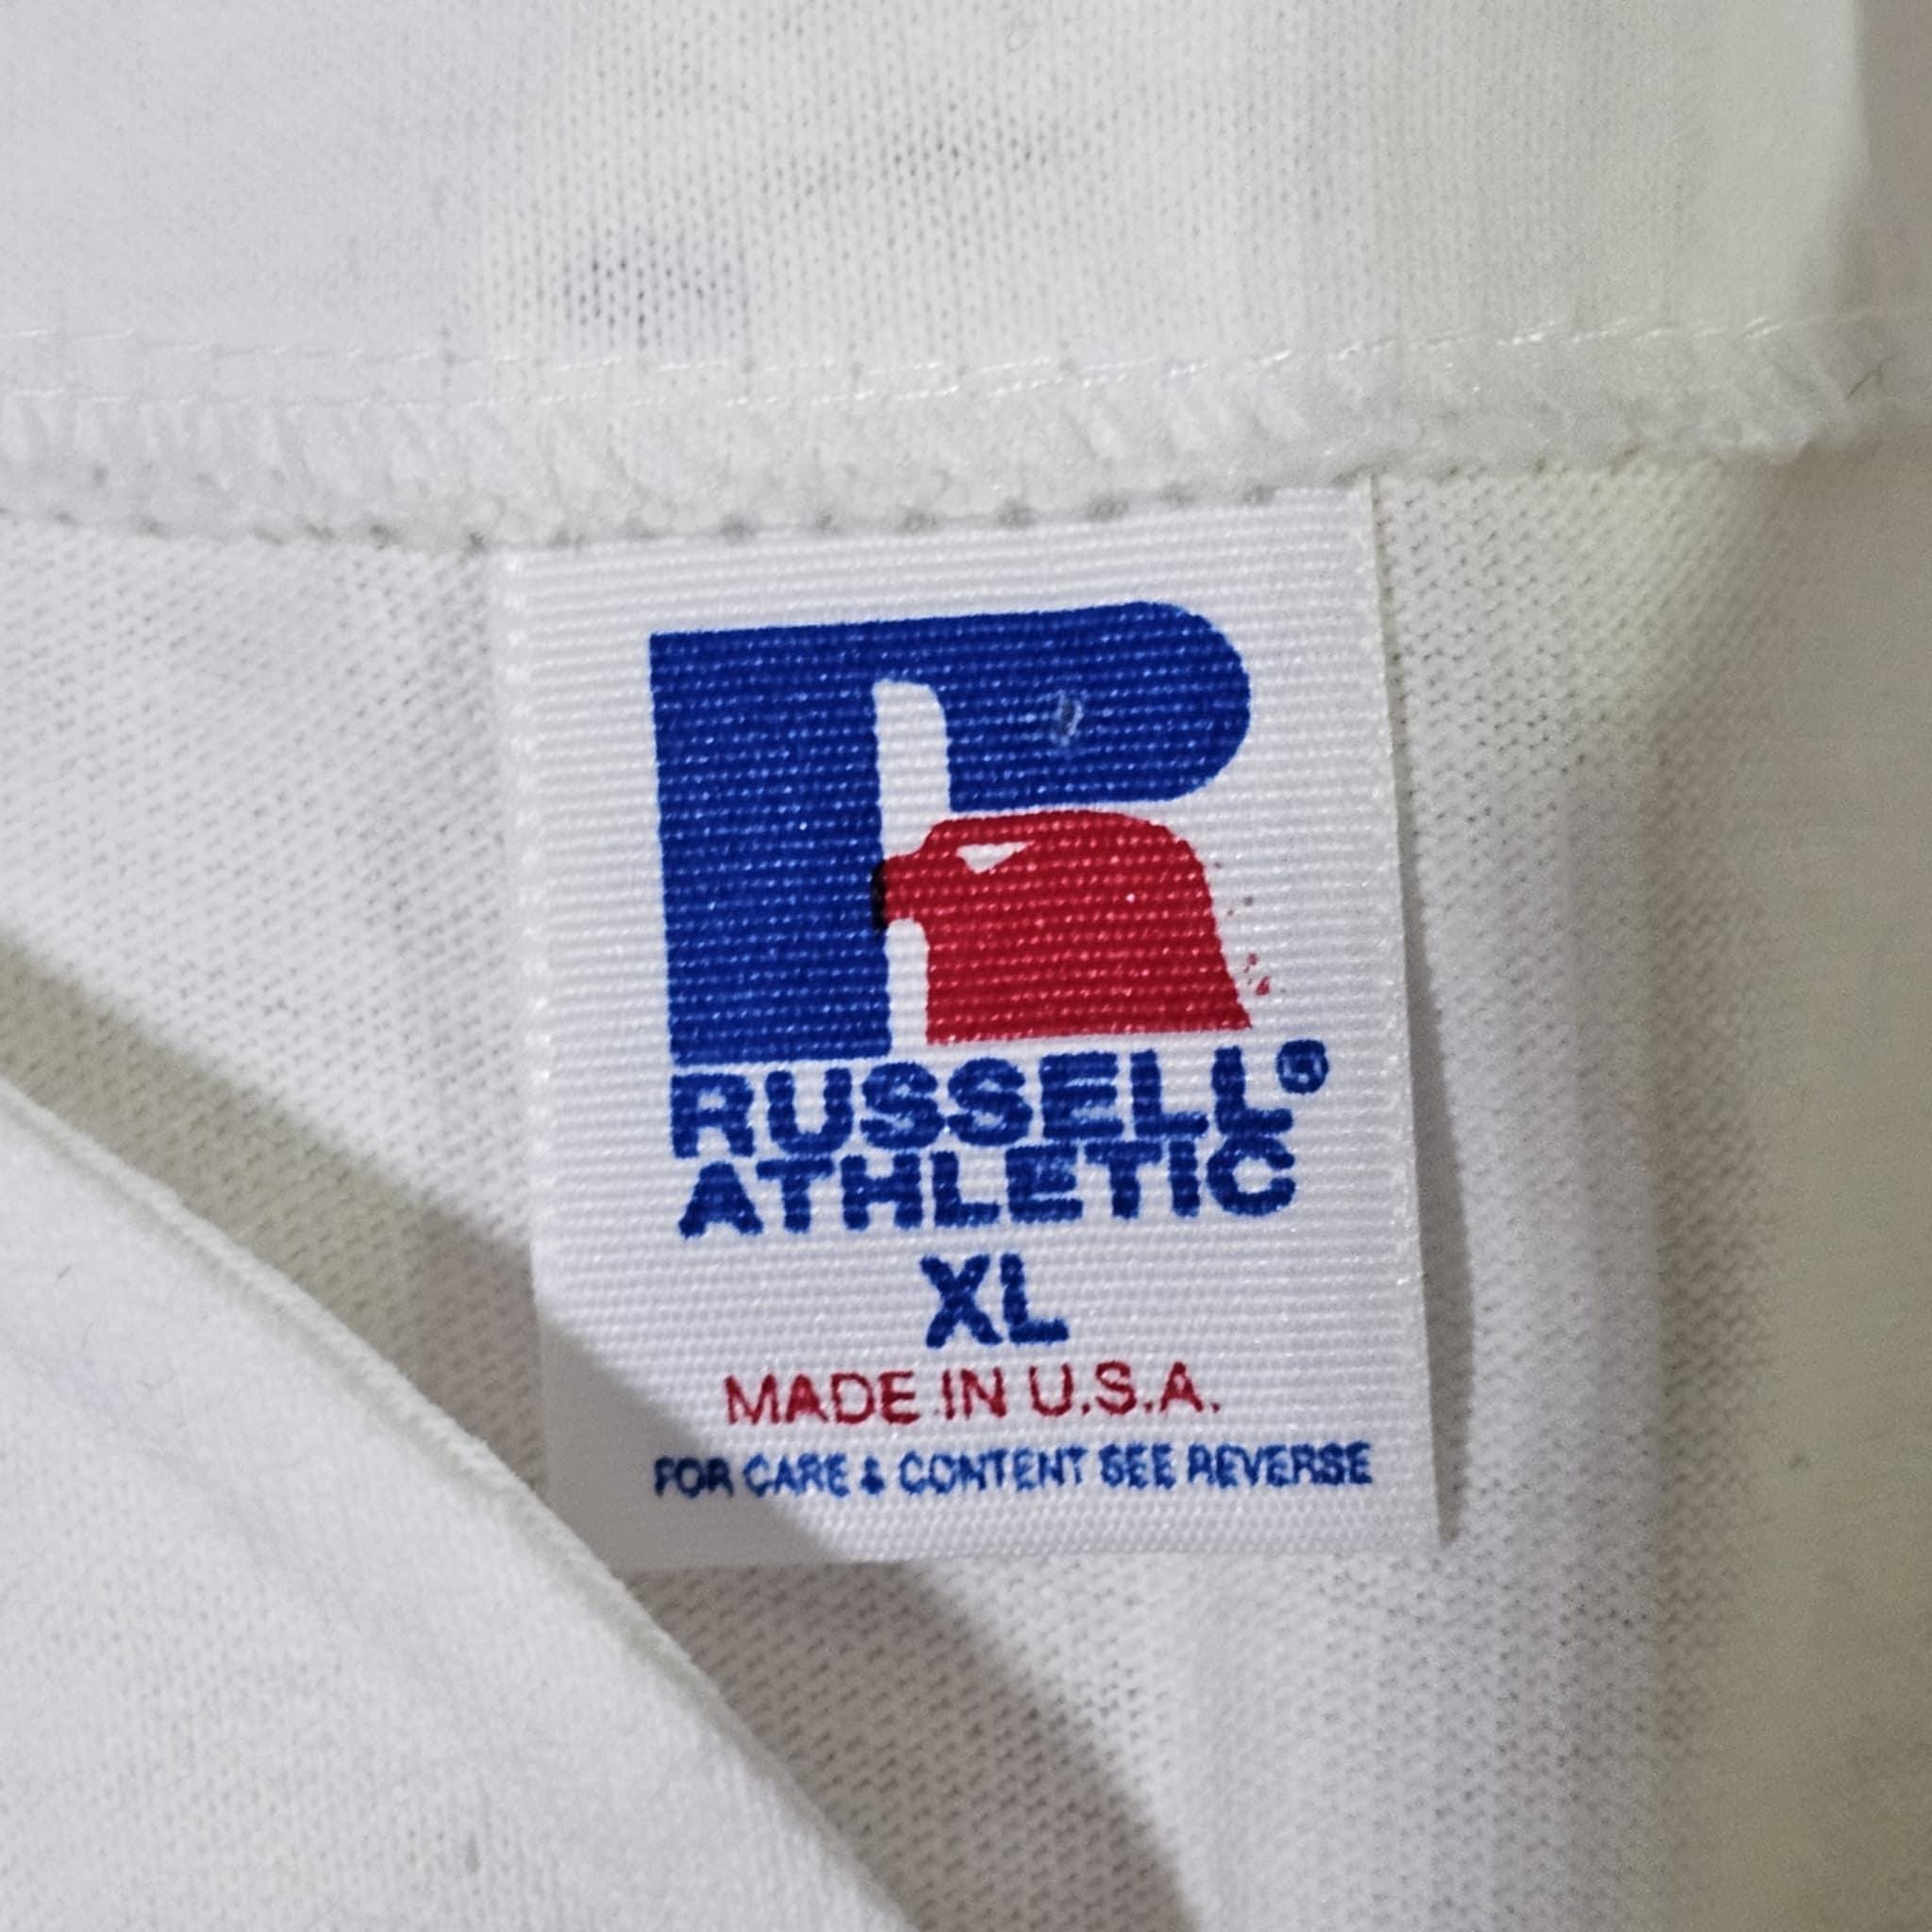 R
RUSSELL®
ATHLETIC
XL
MADE IN U.S.A.
FOR CARE & CONTENT SEE REVERSE